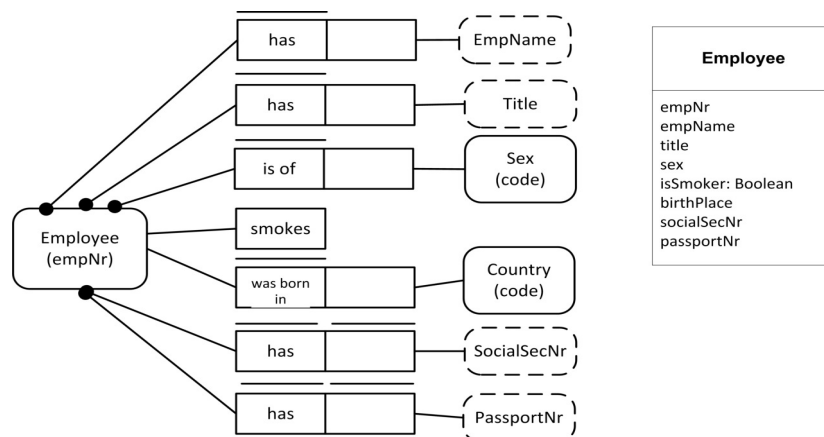 has
EmpName
has
Title
is of
Sex
(code)
Employee
(empNr)
smokes
was born
in
Country
(code)
has
SocialSecNr
has
PassportNr
Employee
empNr
empName
title
sex
isSmoker: Boolean
birthPlace
socialSecNr
passportNr